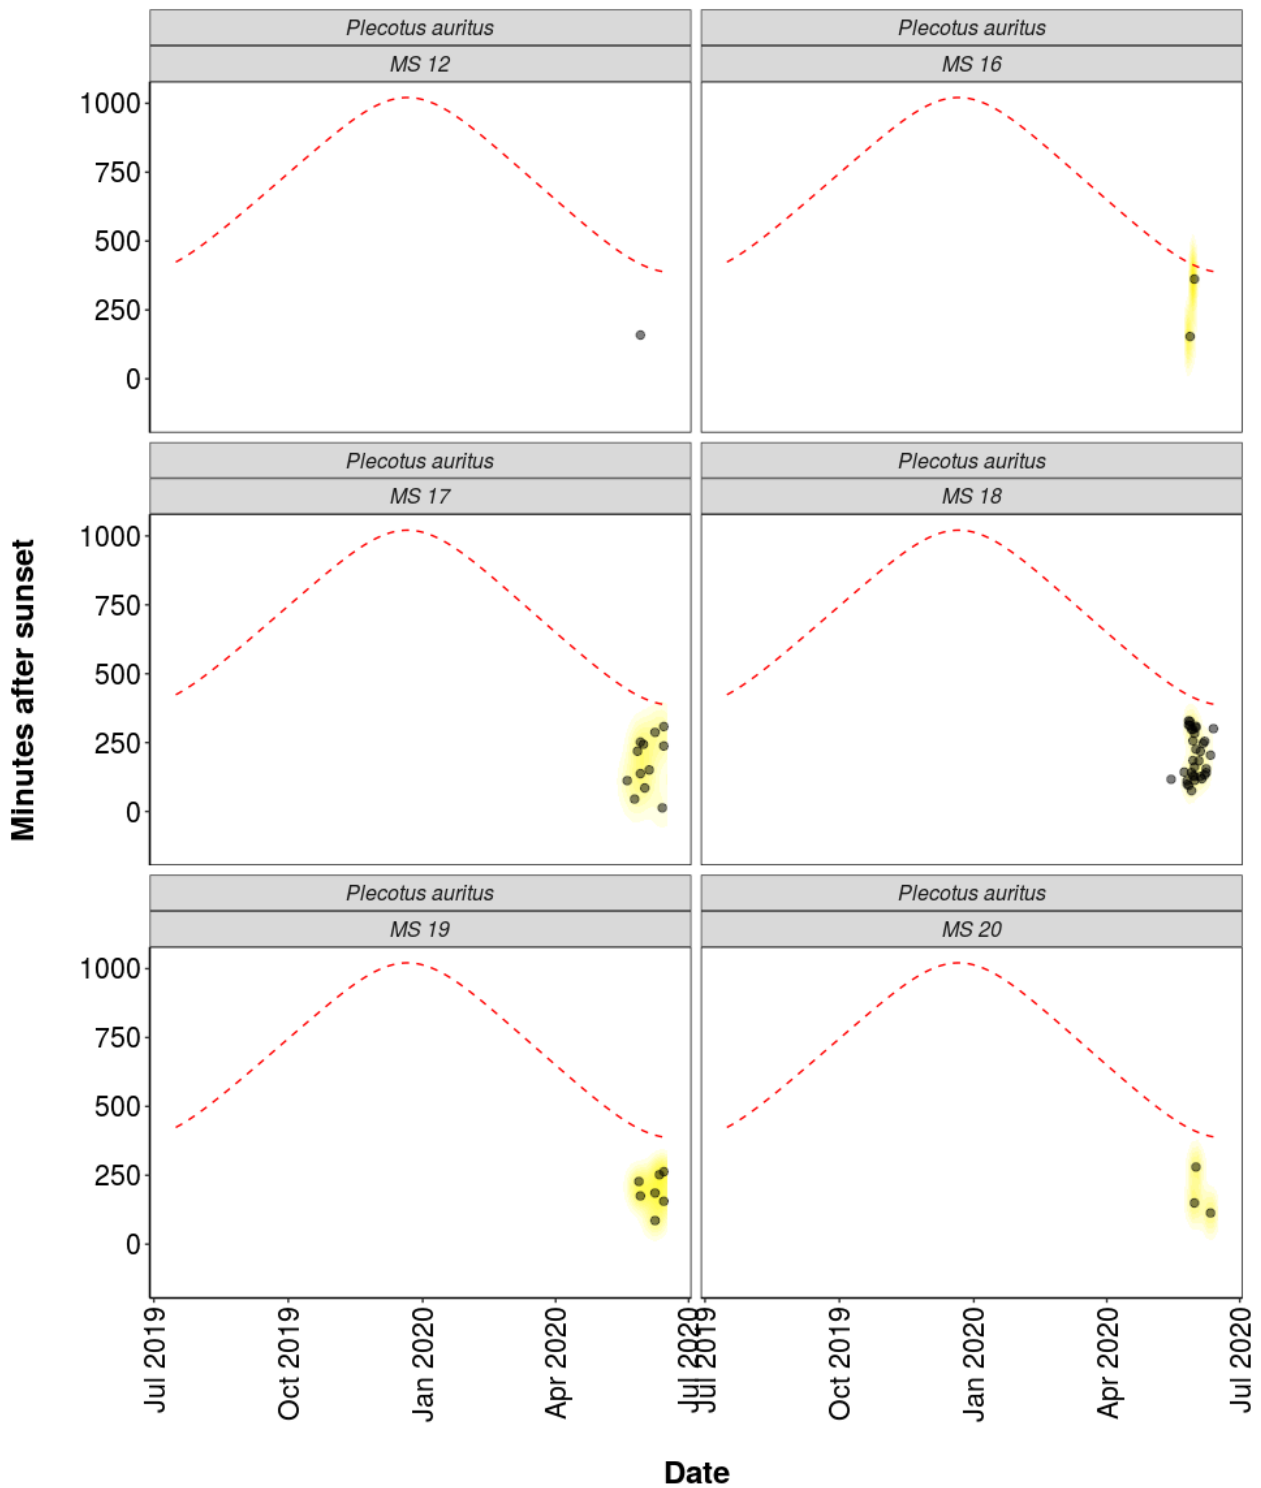 Plecotus auritus
Plecotus auritus
MS 12
MS 16
1000
750
500
250
0
Plecotus auritus
Plecotus auritus
MS 17
MS 18
1000
750
500
250
0
Plecotus auritus
Plecotus auritus
MS 19
MS 20
1000
750
500
250
0
Minutes after sunset
Jul 2019
Oct 2019
Jan 2020
Apr 2020
Jul 2020
Jul 2019
Oct 2019
Jan 2020
Apr 2020
Jul 2020
Date